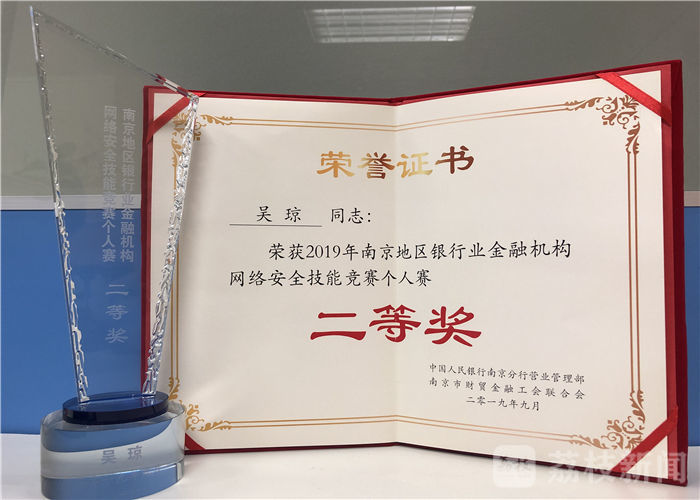 南京地区银行业金融机构
网络安全技能竞赛个人赛
二等奖
吴琼
荣誉证书
吴琼 同志：
荣获2019年南京地区银行业金融机构
网络安全技能竞赛个人赛
二等奖
中国人民银行南京分行营业管理部
南京市财贸金融工会联合会
二零一九年九月
荔枝新闻